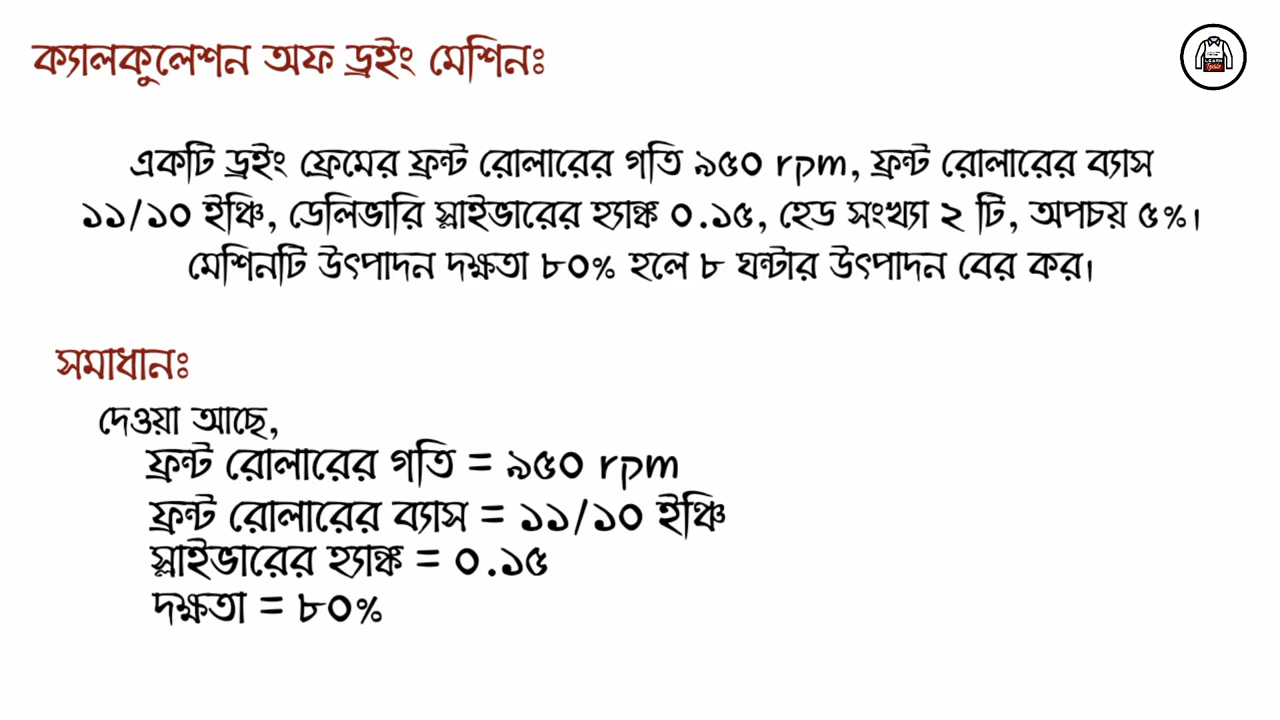 ক্যালকুলেশন অফ ড্রইং মেশিনঃ
একটি ড্রইং ফ্রেমের ফ্রন্ট রোলারের গতি ৯৫০ rpm, ফ্রন্ট রোলারের ব্যাস
১১/১০ ইঞ্চি, ডেলিভারি স্লাইভারের হ্যাঙ্ক ০.১৫, হেড সংখ্যা ২ টি, অপচয় ৫%।
মেশিনটি উৎপাদন দক্ষতা ৮০% হলে ৮ ঘন্টার উৎপাদন বের কর।
সমাধানঃ
দেওয়া আছে,
ফ্রন্ট রোলারের গতি = ৯৫০ rpm
ফ্রন্ট রোলারের ব্যাস = ১১/১০ ইঞ্চি
স্লাইভারের হ্যাঙ্ক = ০.১৫
দক্ষতা = ৮০%